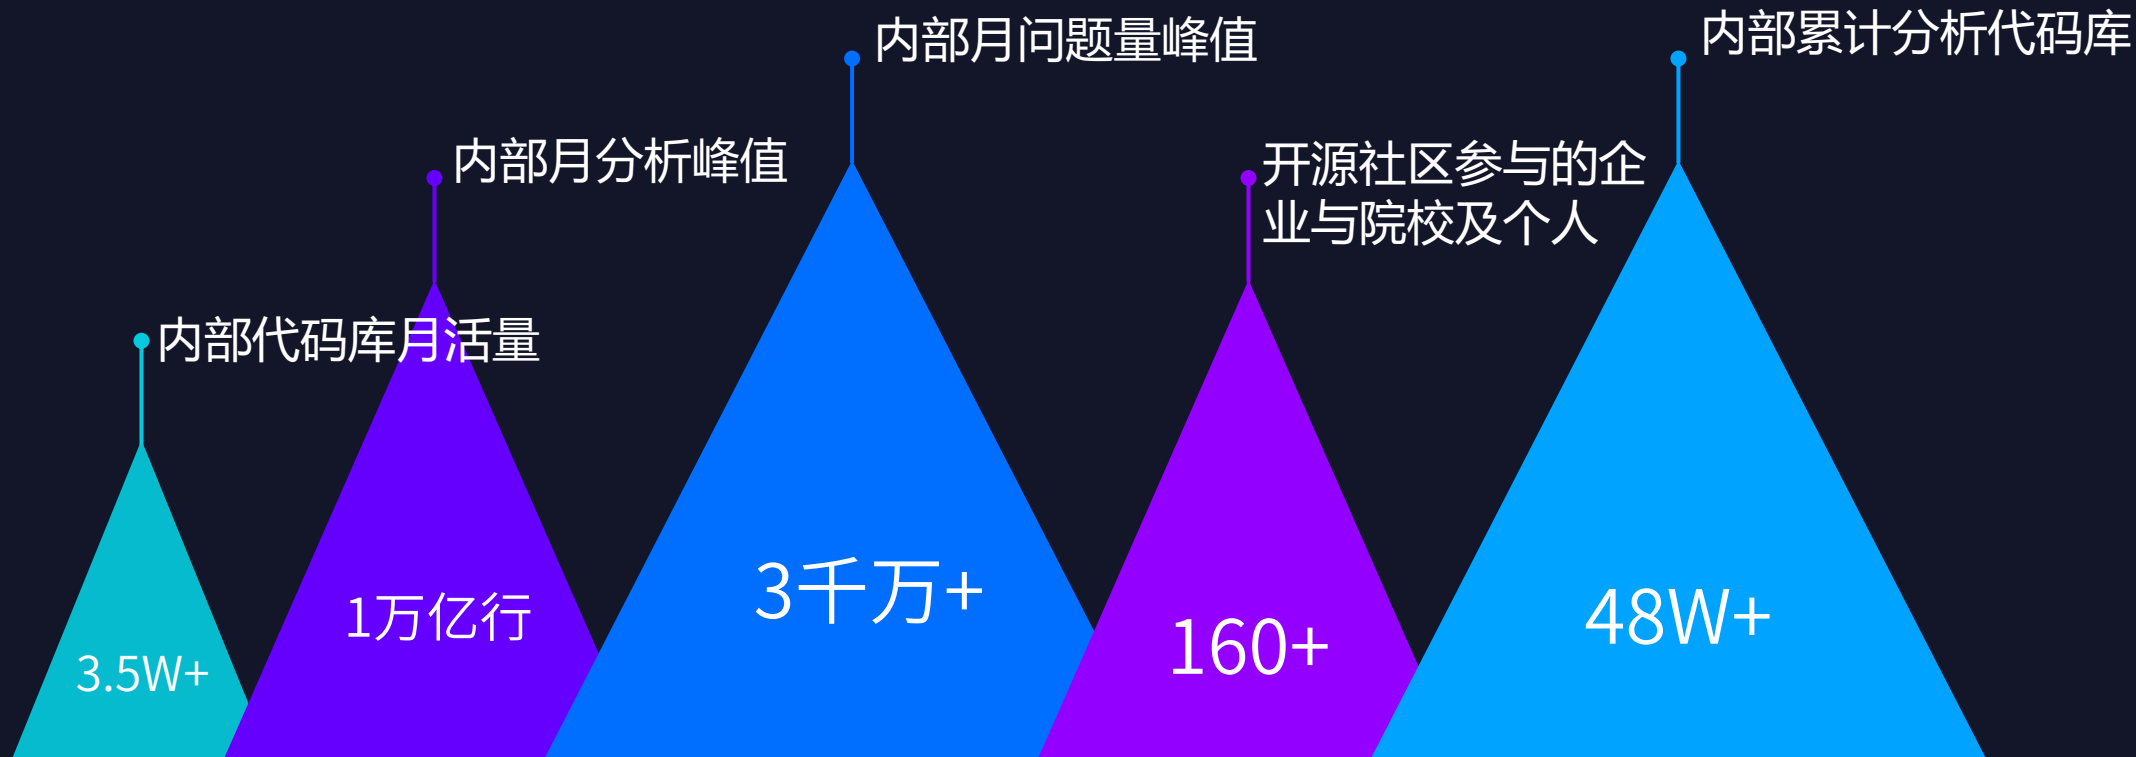 内部代码库月活量
3.5W+
内部月分析峰值
1万亿行
内部月问题量峰值
3千万+
开源社区参与的企
业与院校及个人
160+
内部累计分析代码库
48W+